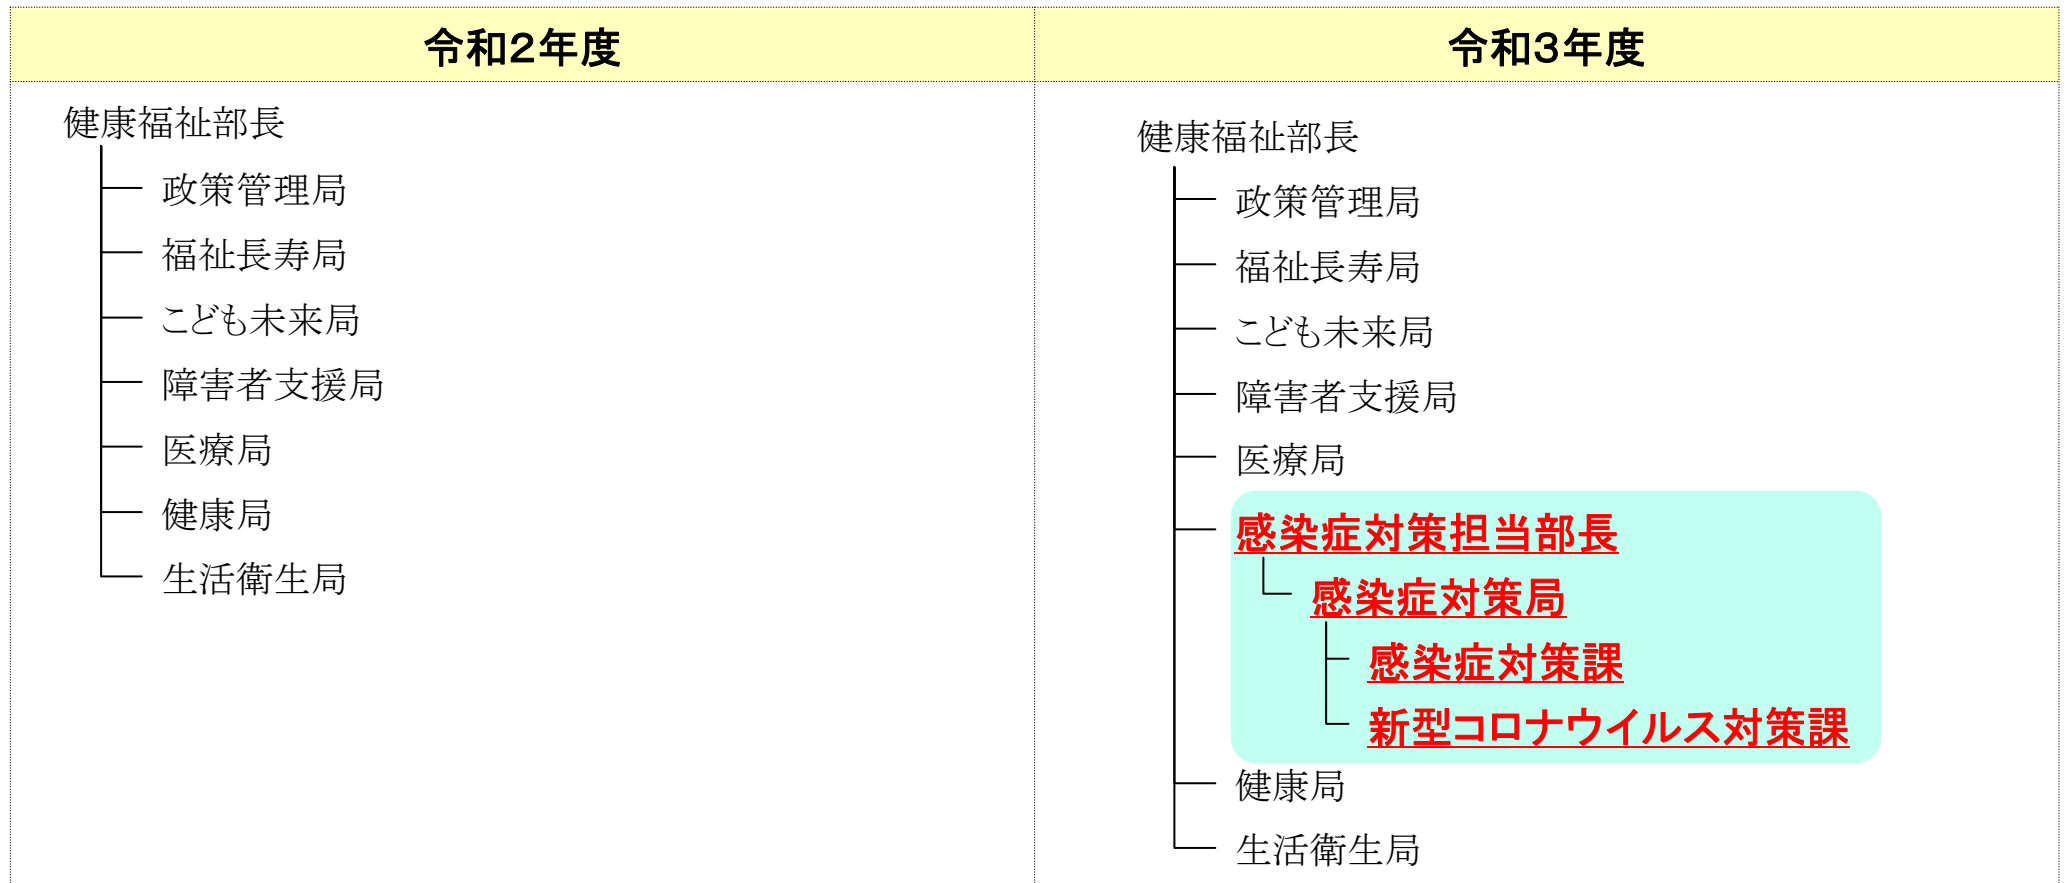 令和２年度
健康福祉部長
政策管理局
福祉長寿局
こども未来局
障害者支援局
医療局
健康局
生活衛生局
令和３年度
健康福祉部長
政策管理局
福祉長寿局
こども未来局
障害者支援局
医療局
感染症対策担当部長
感染症対策局
感染症対策課
新型コロナウイルス対策課
健康局
生活衛生局